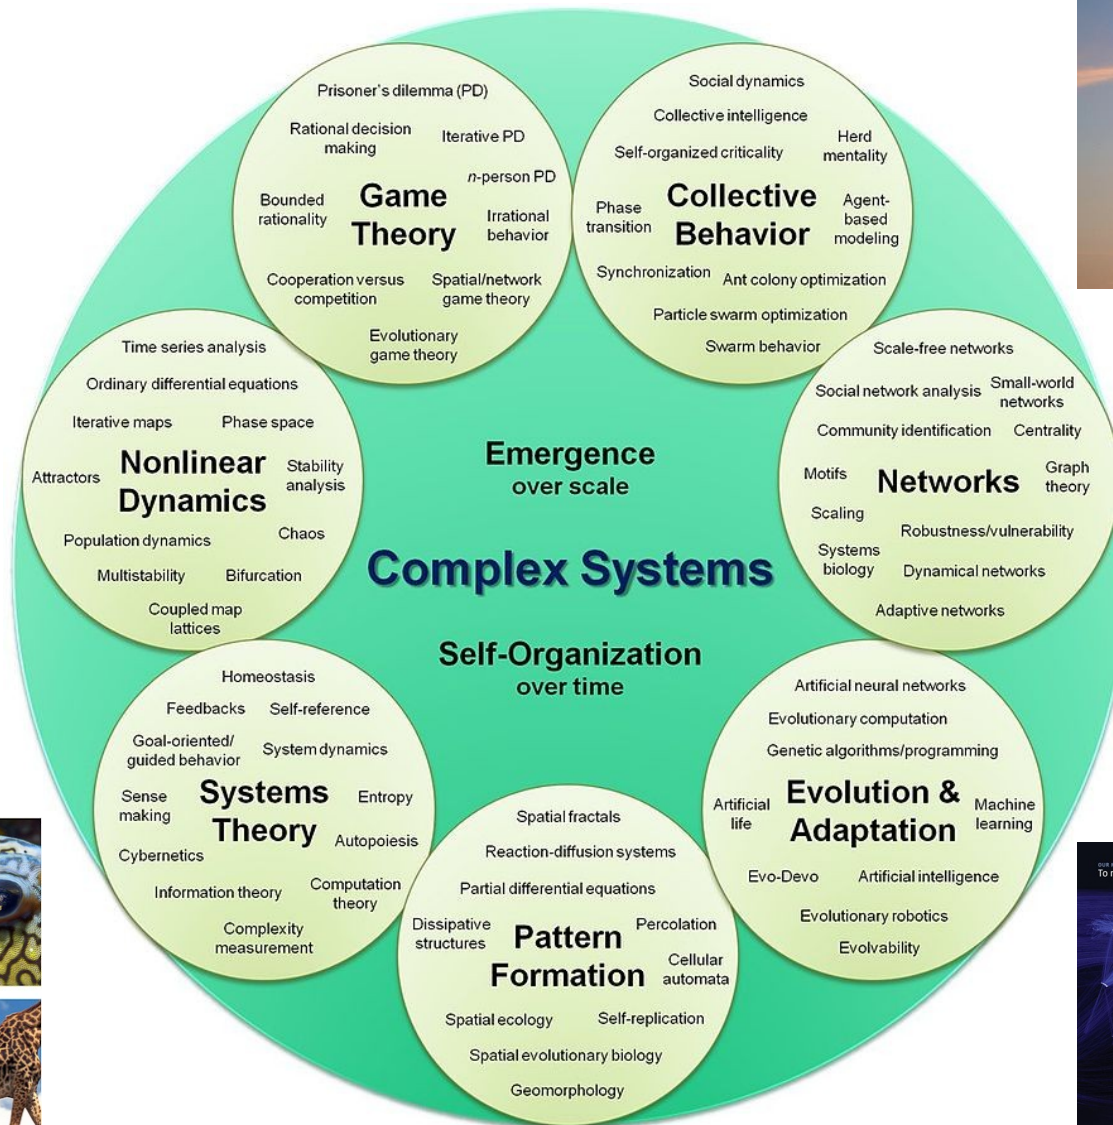 Prisoner's dilemma (PD)
Rational decision
making
Iterative PD
n-person PD
Bounded
rationality
Game
Theory
Irrational
behavior
Cooperation versus
competition
Spatial/network
game theory
Evolutionary
game theory
Social dynamics
Collective intelligence
Herd
mentality
Self-organized criticality
Phase
transition
Collective
Behavior
Agent-
based
modeling
Synchronization
Ant colony optimization
Particle swarm optimization
Swarm behavior
Time series analysis
Ordinary differential equations
Iterative maps
Phase space
Attractors
Nonlinear
Dynamics
Stability
analysis
Population dynamics
Chaos
Multistability
Bifurcation
Coupled map
lattices
Emergence
over scale
Complex Systems
Self-Organization
over time
Scale-free networks
Social network analysis
Small-world
networks
Community identification
Centrality
Motifs
Networks
Graph
theory
Scaling
Robustness/vulnerability
Systems
biology
Dynamical networks
Adaptive networks
Homeostasis
Feedbacks
Self-reference
Goal-oriented/
guided behavior
System dynamics
Sense
making
Systems
Theory
Entropy
Autopoiesis
Cybernetics
Information theory
Computation
theory
Complexity
measurement
Spatial fractals
Reaction-diffusion systems
Partial differential equations
Dissipative
structures
Pattern
Formation
Percolation
Cellular
automata
Spatial ecology
Self-replication
Spatial evolutionary biology
Geomorphology
Artificial neural networks
Evolutionary computation
Genetic algorithms/programming
Artificial
life
Evolution &
Adaptation
Machine
learning
Evo-Devo
Artificial intelligence
Evolutionary robotics
Evolvability